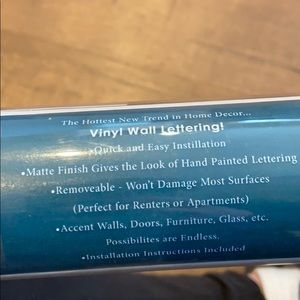 The Hottest New Trend in Home Decor...
Vinyl Wall Lettering!
•Quick and Easy Instillation
•Matte Finish Gives the Look of Hand Painted Lettering
•Removeable - Won't Damage Most Surfaces
(Perfect for Renters or Apartments)
•Accent Walls, Doors, Furniture, Glass, etc.
Possibilites are Endless.
•Installation Instructions Included